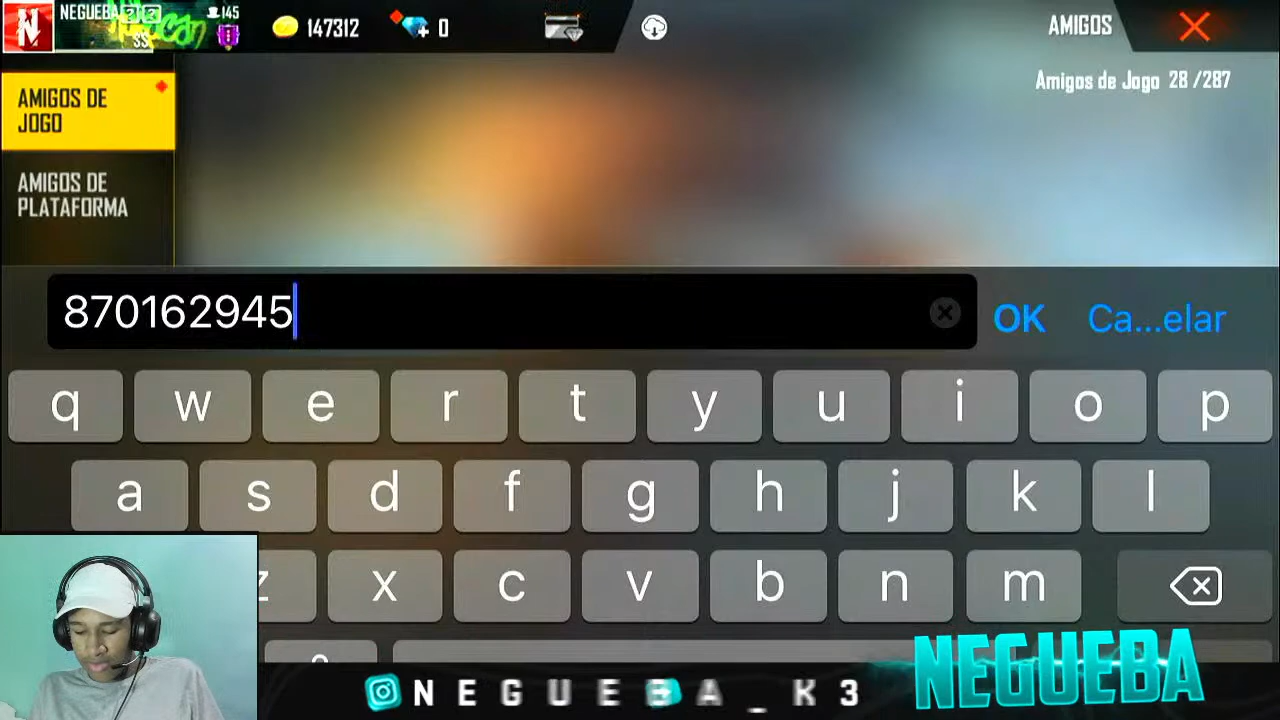 NEGUEBA
145
$$
147312
0
AMIGOS
Amigos de Jogo 28 /287
AMIGOS DE
JOGO
AMIGOS DE
PLATAFORMA
870162945
OK
Ca...elar
q w e r t y u i o p
a s d f g h j k l
z x c v b n m
NEGUEBA_K3
NEGUEBA